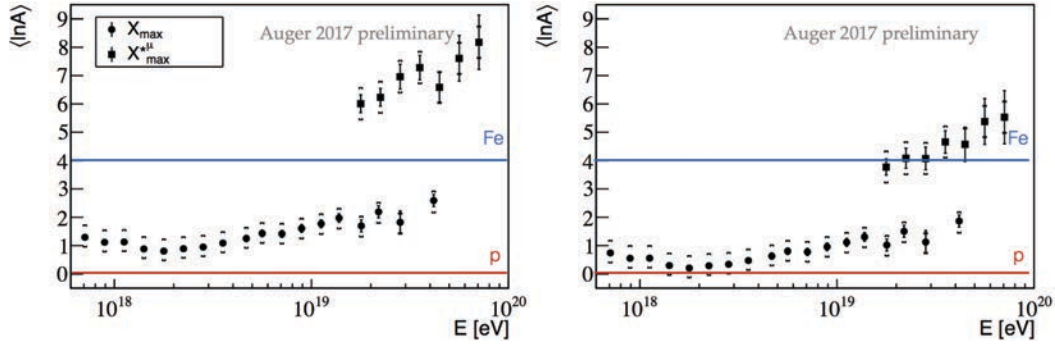 ⟨lnA⟩
9
8
7
6
5
4
3
2
1
0
X_max
X^*μ_max
Auger 2017 preliminary
Fe
p
10^18
10^19
10^20
E [eV]
⟨lnA⟩
9
8
7
6
5
4
3
2
1
0
Auger 2017 preliminary
Fe
p
10^18
10^19
10^20
E [eV]